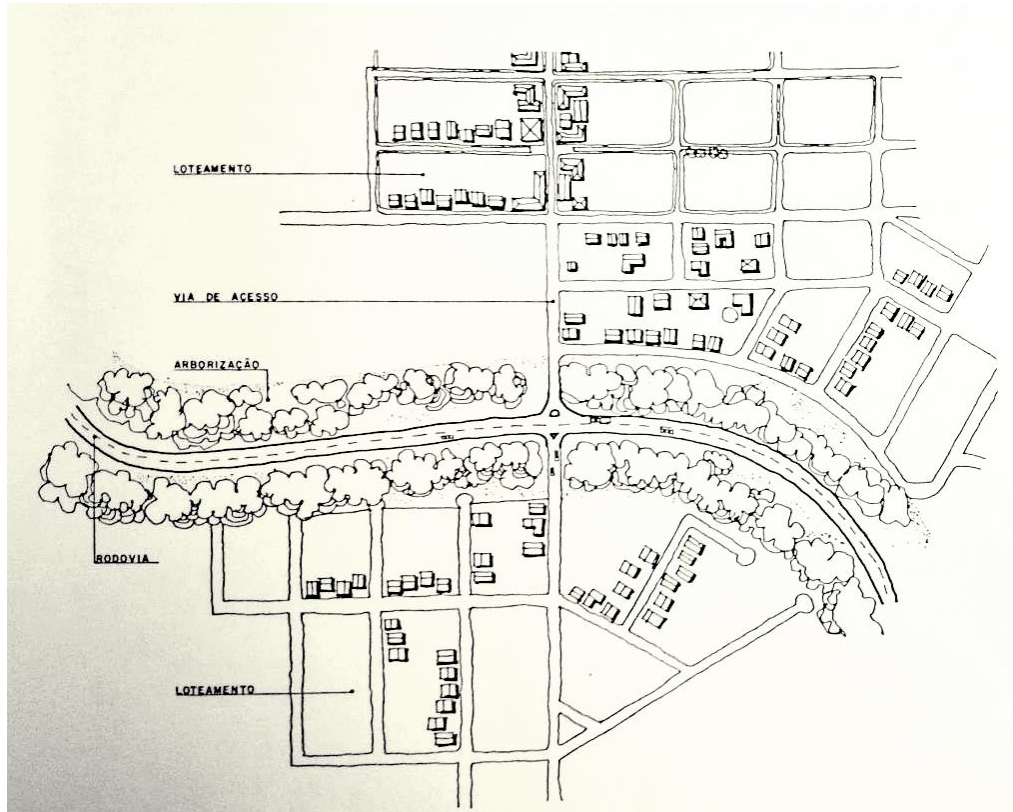 LOTEAMENTO
VIA DE ACESSO
ARBORIZAÇÃO
RODOVIA
LOTEAMENTO